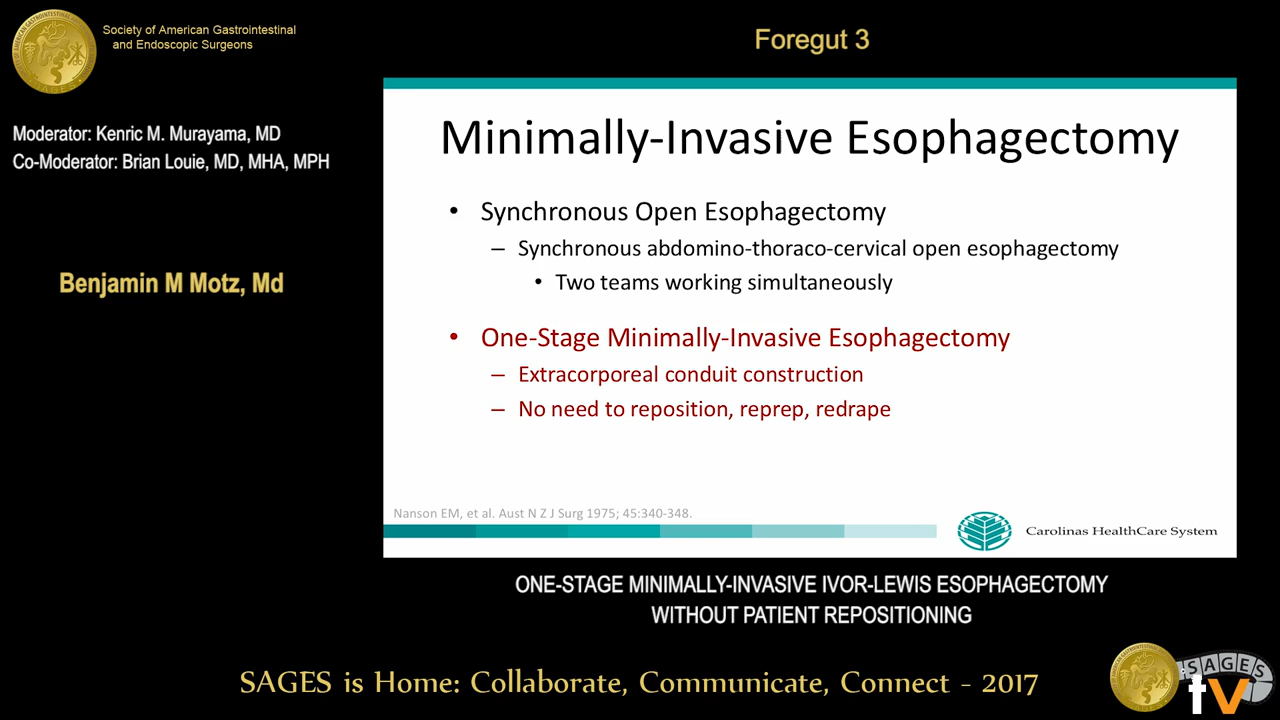 Society of American Gastrointestinal
and Endoscopic Surgeons
Foregut 3
Moderator: Kenric M. Murayama, MD
Co-Moderator: Brian Louie, MD, MHA, MPH
Benjamin M Motz, Md
Minimally-Invasive Esophagectomy
• Synchronous Open Esophagectomy
– Synchronous abdomino-thoraco-cervical open esophagectomy
• Two teams working simultaneously
• One-Stage Minimally-Invasive Esophagectomy
– Extracorporeal conduit construction
– No need to reposition, reprep, redrape
Nanson EM, et al. Aust N Z J Surg 1975; 45:340-348.
Carolinas HealthCare System
ONE-STAGE MINIMALLY-INVASIVE IVOR-LEWIS ESOPHAGECTOMY
WITHOUT PATIENT REPOSITIONING
SAGES is Home: Collaborate, Communicate, Connect - 2017
SAGES
tv